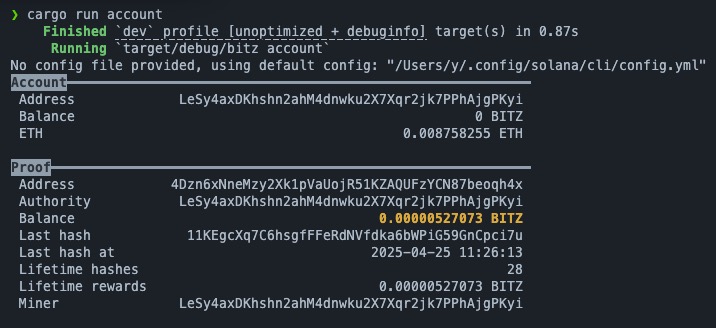 ❯ cargo run account
Finished `dev` profile [unoptimized + debuginfo] target(s) in 0.87s
Running `target/debug/bitz account`
No config file provided, using default config: "/Users/y/.config/solana/cli/config.yml"
Account
Address LeSy4axDKhshn2ahM4dnwku2X7Xqr2jk7PPhAjgPKyi
Balance 0 BITZ
ETH 0.008758255 ETH
Proof
Address 4Dzn6xNneMzy2Xk1pVaUojR51KZAQUFzYCN87beoqh4x
Authority LeSy4axDKhshn2ahM4dnwku2X7Xqr2jk7PPhAjgPKyi
Balance 0.00000527073 BITZ
Last hash 11KEgcXq7C6hsgfFFeRdNVfdka6bWPiG59GnCpci7u
Last hash at 2025-04-25 11:26:13
Lifetime hashes 28
Lifetime rewards 0.00000527073 BITZ
Miner LeSy4axDKhshn2ahM4dnwku2X7Xqr2jk7PPhAjgPKyi